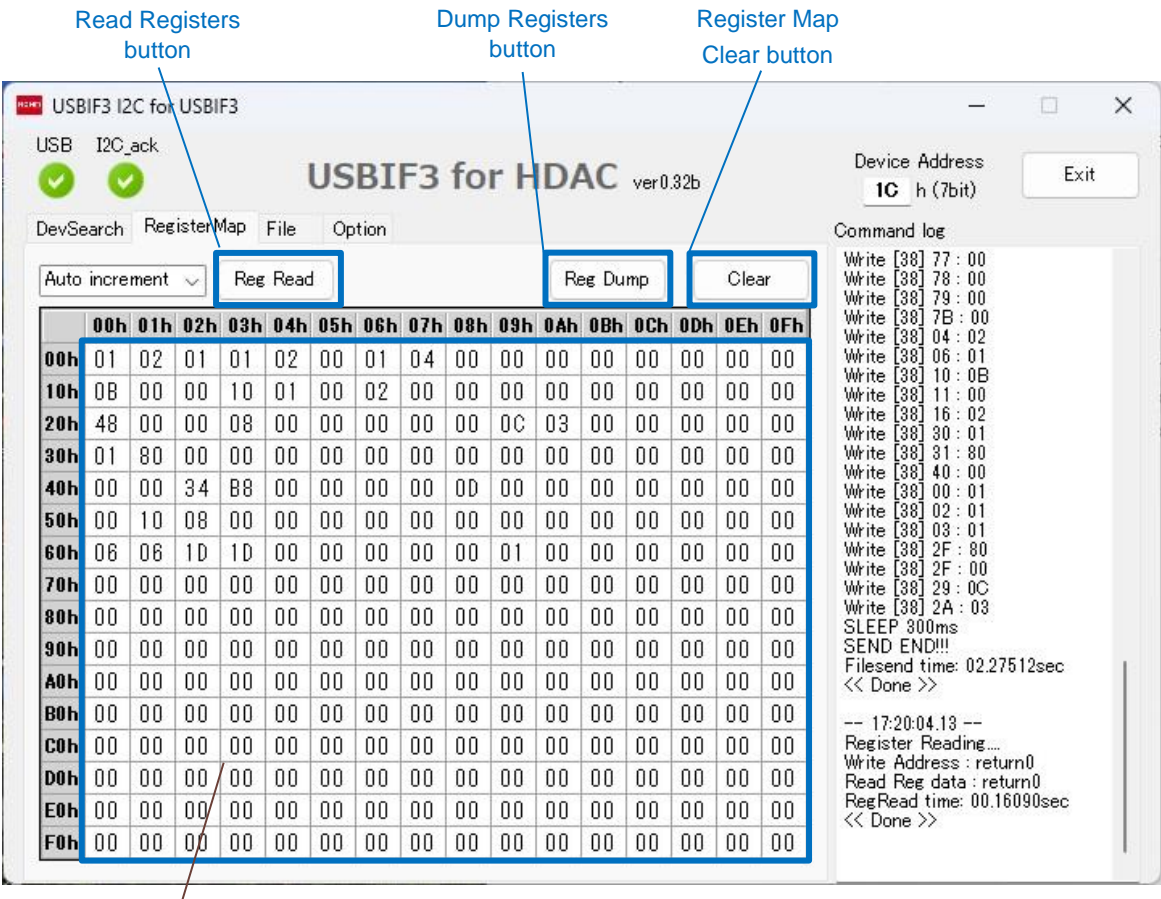 Read Registers
button
Dump Registers
button
Register Map
Clear button
USBIF3 I2C for USBIF3
USB I2C_ack
USBIF3 for HDAC ver0.32b
Device Address
1C h (7bit)
Exit
DevSearch RegisterMap File Option
Command log
Auto increment Reg Read Reg Dump Clear
00h 01h 02h 03h 04h 05h 06h 07h 08h 09h 0Ah 0Bh 0Ch 0Dh 0Eh 0Fh
00h 01 02 01 01 02 00 01 04 00 00 00 00 00 00 00 00
10h 0B 00 00 10 01 00 02 00 00 00 00 00 00 00 00 00
20h 48 00 00 08 00 00 00 00 00 0C 03 00 00 00 00 00
30h 01 80 00 00 00 00 00 00 00 00 00 00 00 00 00 00
40h 00 00 34 B8 00 00 00 00 0D 00 00 00 00 00 00 00
50h 00 10 08 00 00 00 00 00 00 00 00 00 00 00 00 00
60h 06 06 1D 1D 00 00 00 00 00 01 00 00 00 00 00 00
70h 00 00 00 00 00 00 00 00 00 00 00 00 00 00 00 00
80h 00 00 00 00 00 00 00 00 00 00 00 00 00 00 00 00
90h 00 00 00 00 00 00 00 00 00 00 00 00 00 00 00 00
A0h 00 00 00 00 00 00 00 00 00 00 00 00 00 00 00 00
B0h 00 00 00 00 00 00 00 00 00 00 00 00 00 00 00 00
C0h 00 00 00 00 00 00 00 00 00 00 00 00 00 00 00 00
D0h 00 00 00 00 00 00 00 00 00 00 00 00 00 00 00 00
E0h 00 00 00 00 00 00 00 00 00 00 00 00 00 00 00 00
F0h 00 00 00 00 00 00 00 00 00 00 00 00 00 00 00 00
Write [38] 77 : 00
Write [38] 78 : 00
Write [38] 79 : 00
Write [38] 7B : 00
Write [38] 04 : 02
Write [38] 06 : 01
Write [38] 10 : 0B
Write [38] 11 : 00
Write [38] 16 : 02
Write [38] 30 : 01
Write [38] 31 : 80
Write [38] 40 : 00
Write [38] 00 : 01
Write [38] 02 : 01
Write [38] 03 : 01
Write [38] 2F : 80
Write [38] 2F : 00
Write [38] 29 : 0C
Write [38] 2A : 03
SLEEP 300ms
SEND END!!!
Filesend time: 02.27512sec
<< Done >>
-- 17:20:04.13 --
Register Reading....
Write Address : return0
Read Reg data : return0
RegRead time: 00.16090sec
<< Done >>